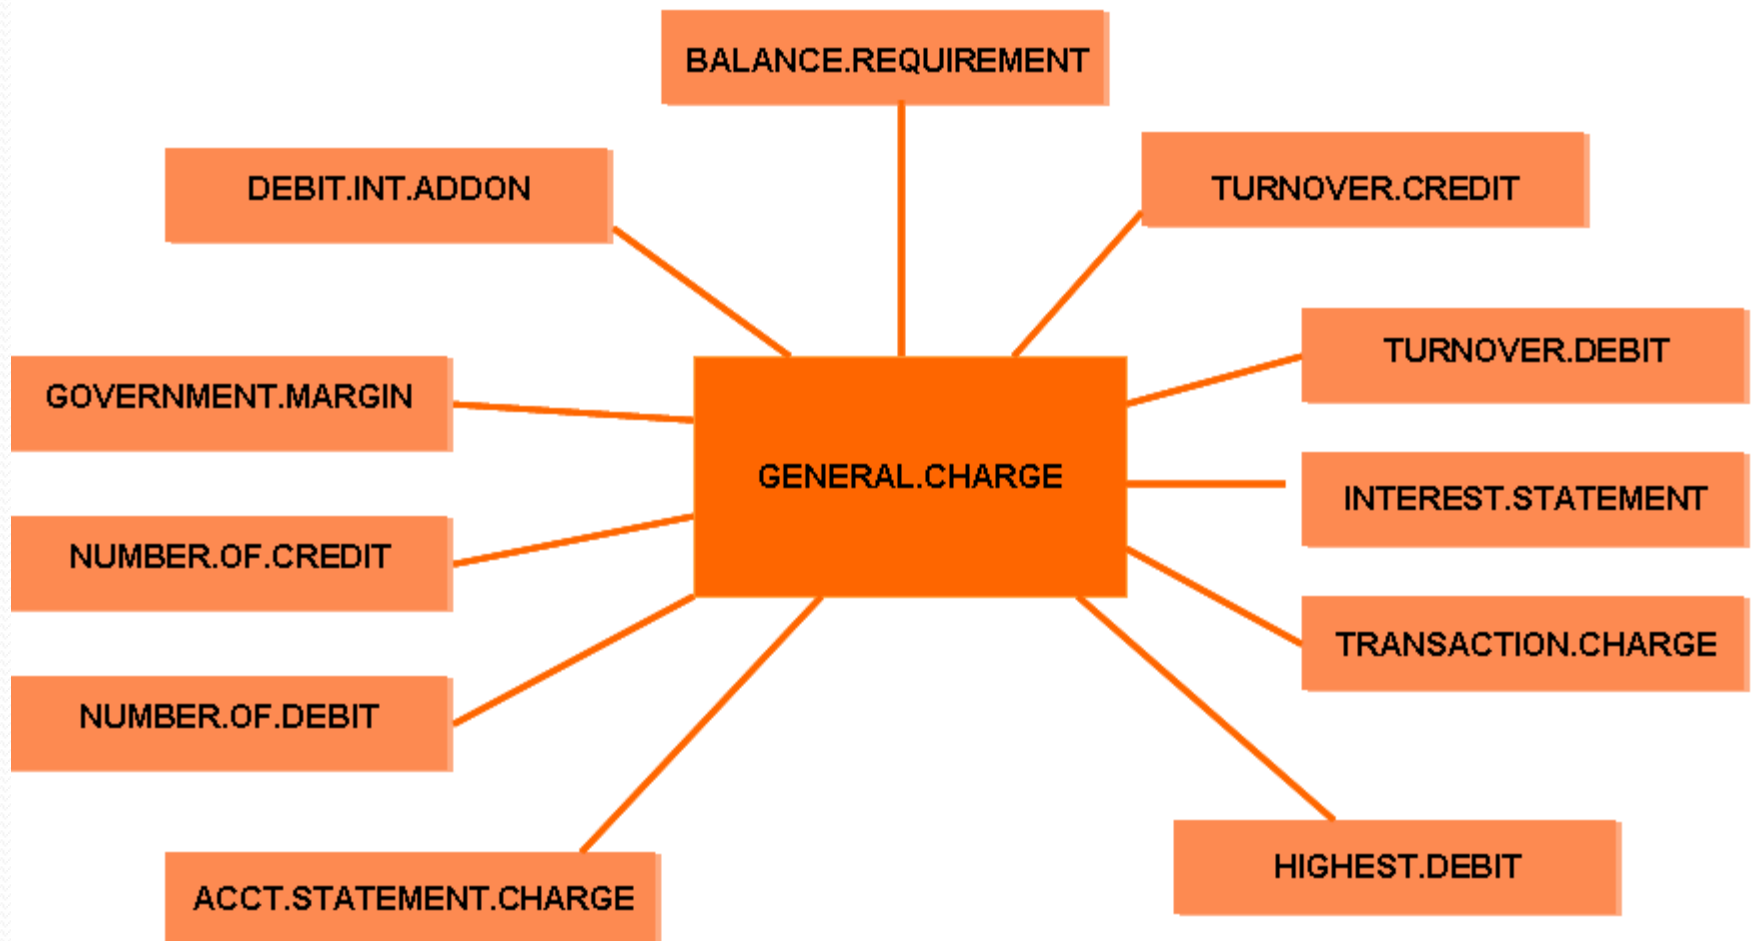 BALANCE.REQUIREMENT
DEBIT.INT.ADDON
TURNOVER.CREDIT
TURNOVER.DEBIT
GOVERNMENT.MARGIN
GENERAL.CHARGE
INTEREST.STATEMENT
NUMBER.OF.CREDIT
TRANSACTION.CHARGE
NUMBER.OF.DEBIT
HIGHEST.DEBIT
ACCT.STATEMENT.CHARGE